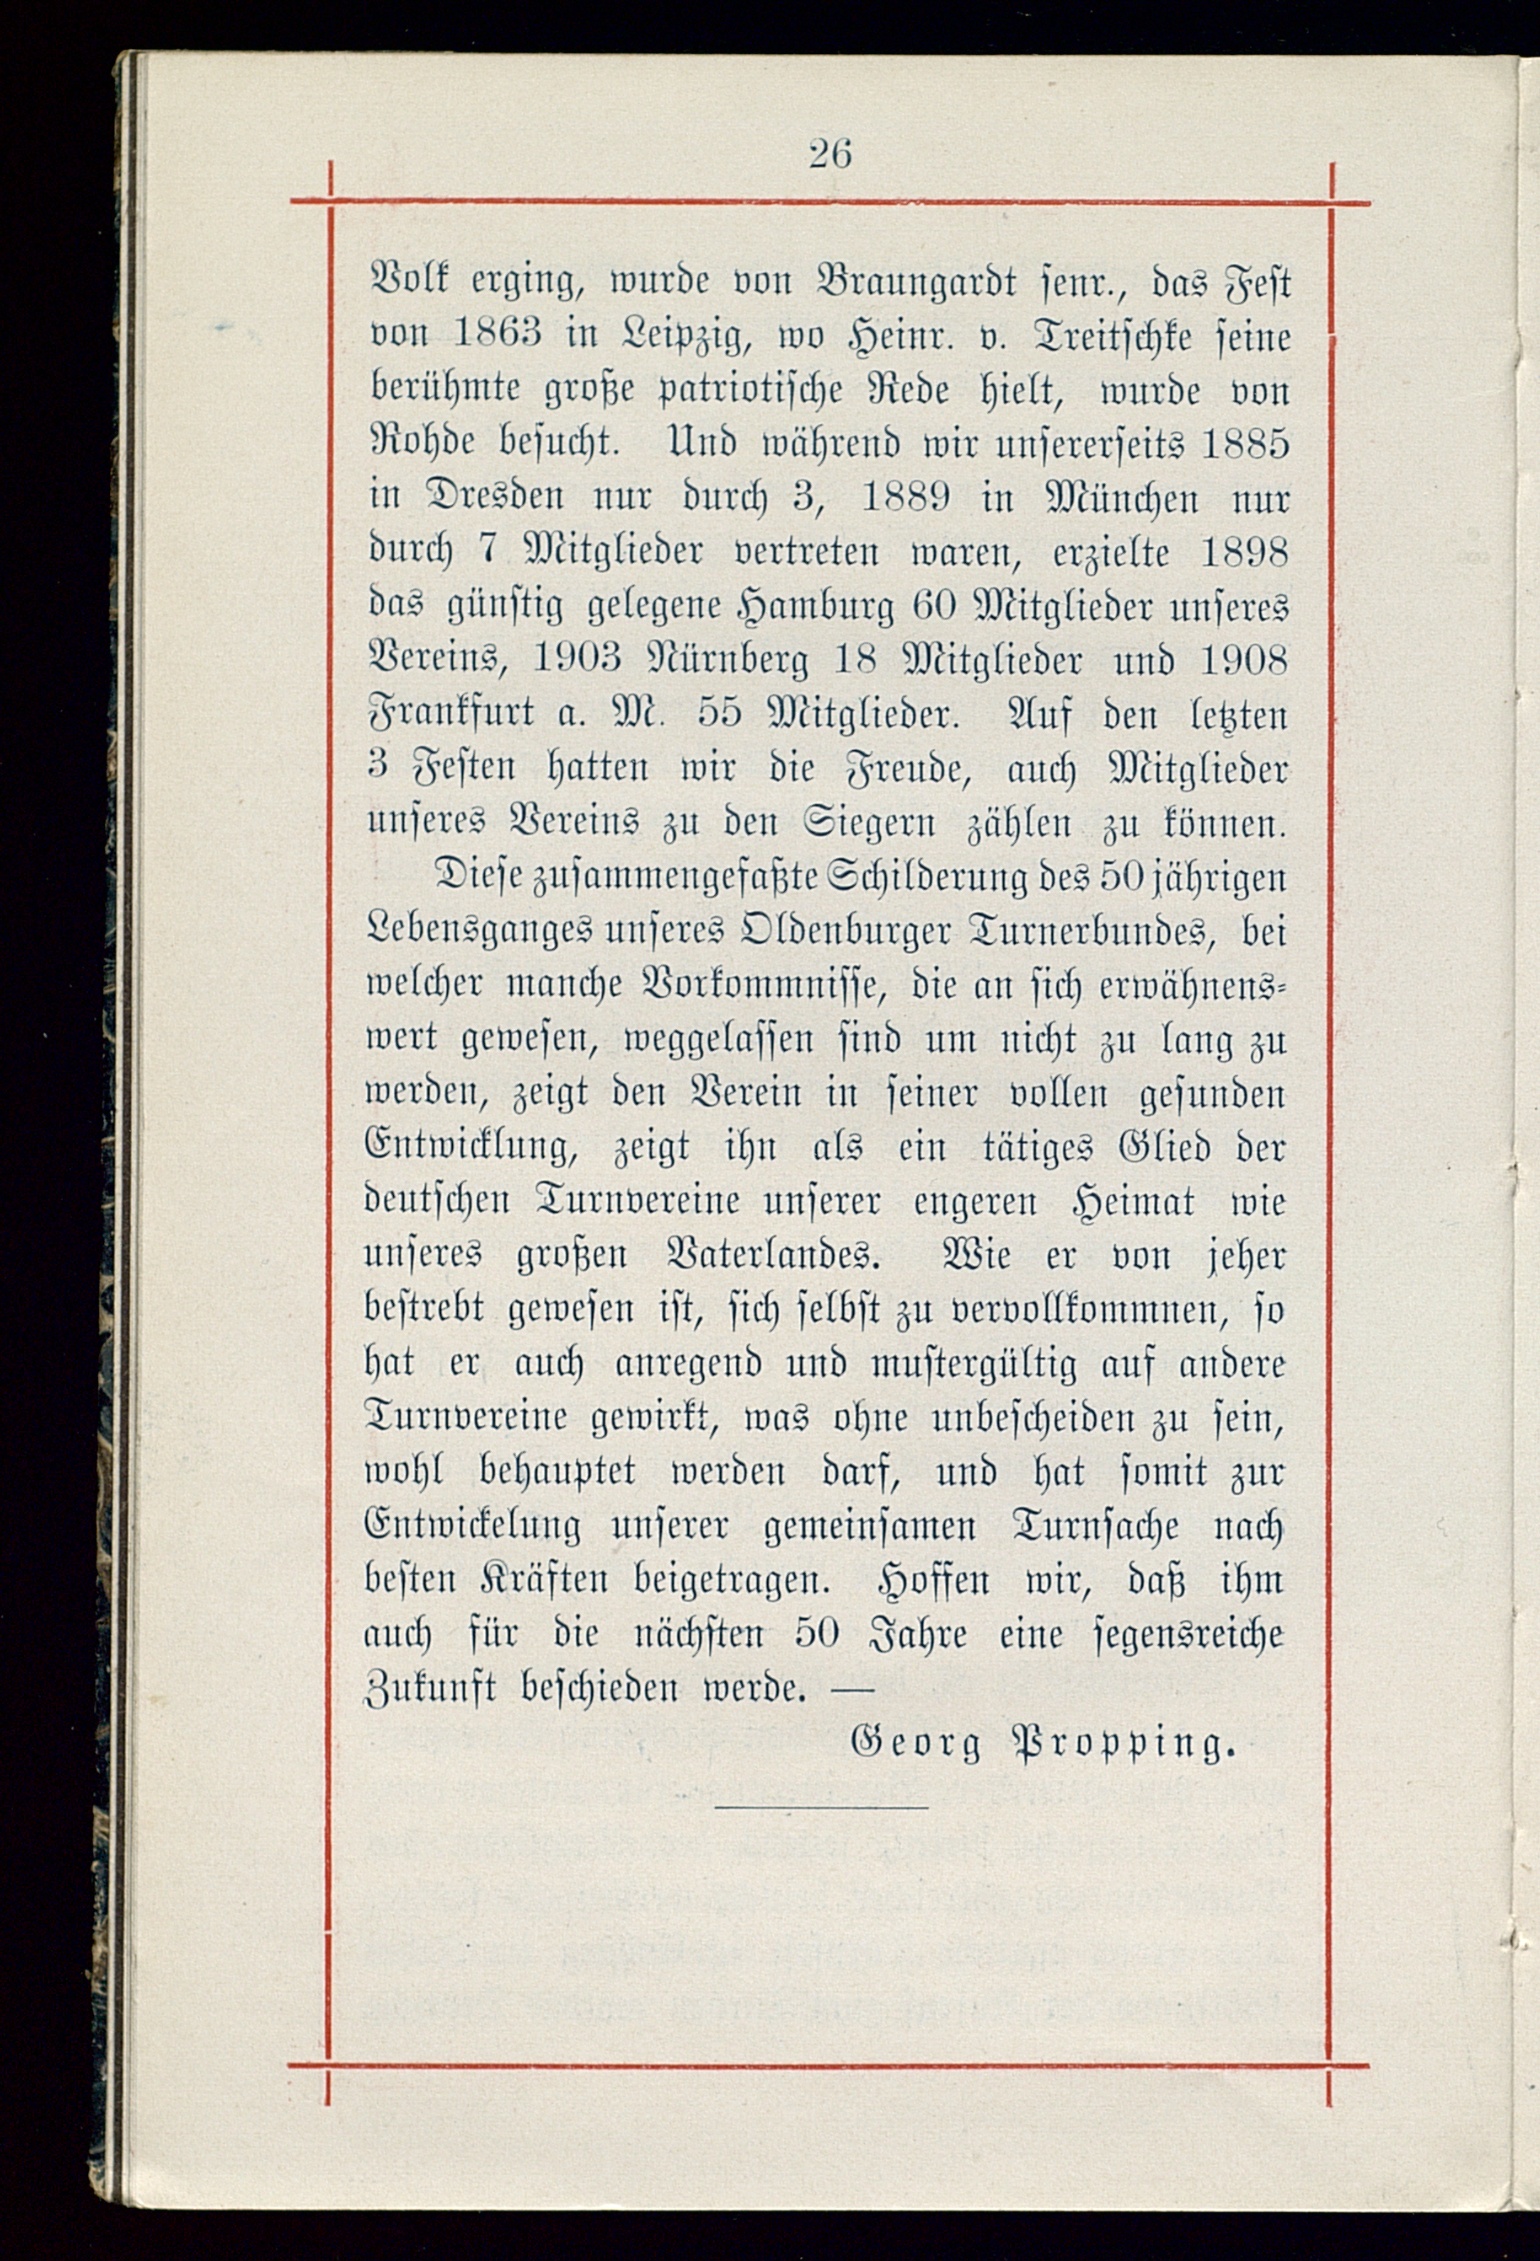 26
Volk erging, wurde von Braungardt senr., das Fest
von 1863 in Leipzig, wo Heinr. v. Treitschke seine
berühmte große patriotische Rede hielt, wurde von
Rohde besucht. Und während wir unsererseits 1885
in Dresden nur durch 3, 1889 in München nur
durch 7 Mitglieder vertreten waren, erzielte 1898
das günstig gelegene Hamburg 60 Mitglieder unseres
Vereins, 1903 Nürnberg 18 Mitglieder und 1908
Frankfurt a. M. 55 Mitglieder. Auf den letzten
3 Festen hatten wir die Freude, auch Mitglieder
unseres Vereins zu den Siegern zählen zu können.
Diese zusammengefaßte Schilderung des 50 jährigen
Lebensganges unseres Oldenburger Turnerbundes, bei
welcher manche Vorkommnisse, die an sich erwähnens-
wert gewesen, weggelassen sind um nicht zu lang zu
werden, zeigt den Verein in seiner vollen gesunden
Entwicklung, zeigt ihn als ein tätiges Glied der
deutschen Turnvereine unserer engeren Heimat wie
unseres großen Vaterlandes. Wie er von jeher
bestrebt gewesen ist, sich selbst zu vervollkommnen, so
hat er auch anregend und mustergültig auf andere
Turnvereine gewirkt, was ohne unbescheiden zu sein,
wohl behauptet werden darf, und hat somit zur
Entwickelung unserer gemeinsamen Turnsache nach
besten Kräften beigetragen. Hoffen wir, daß ihm
auch für die nächsten 50 Jahre eine segensreiche
Zukunft beschieden werde. —
Georg Propping.